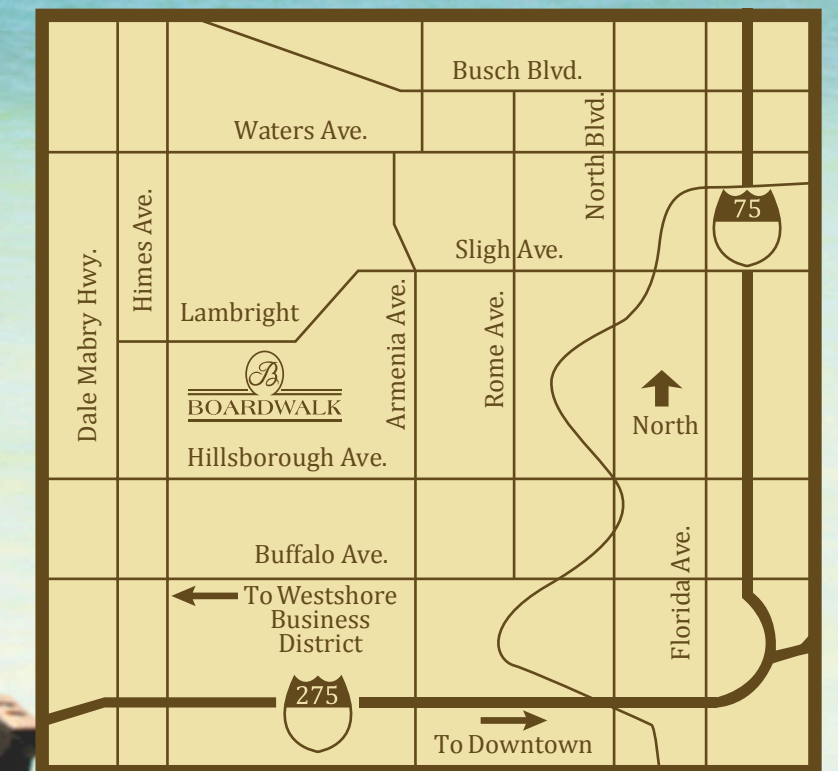 Busch Blvd.
Waters Ave.
North Blvd.
75
Himes Ave.
Dale Mabry Hwy.
Sligh Ave.
Lambright
Armenia Ave.
Rome Ave.
B
BOARDWALK
North
Hillsborough Ave.
Buffalo Ave.
Florida Ave.
To Westshore
Business
District
275
To Downtown